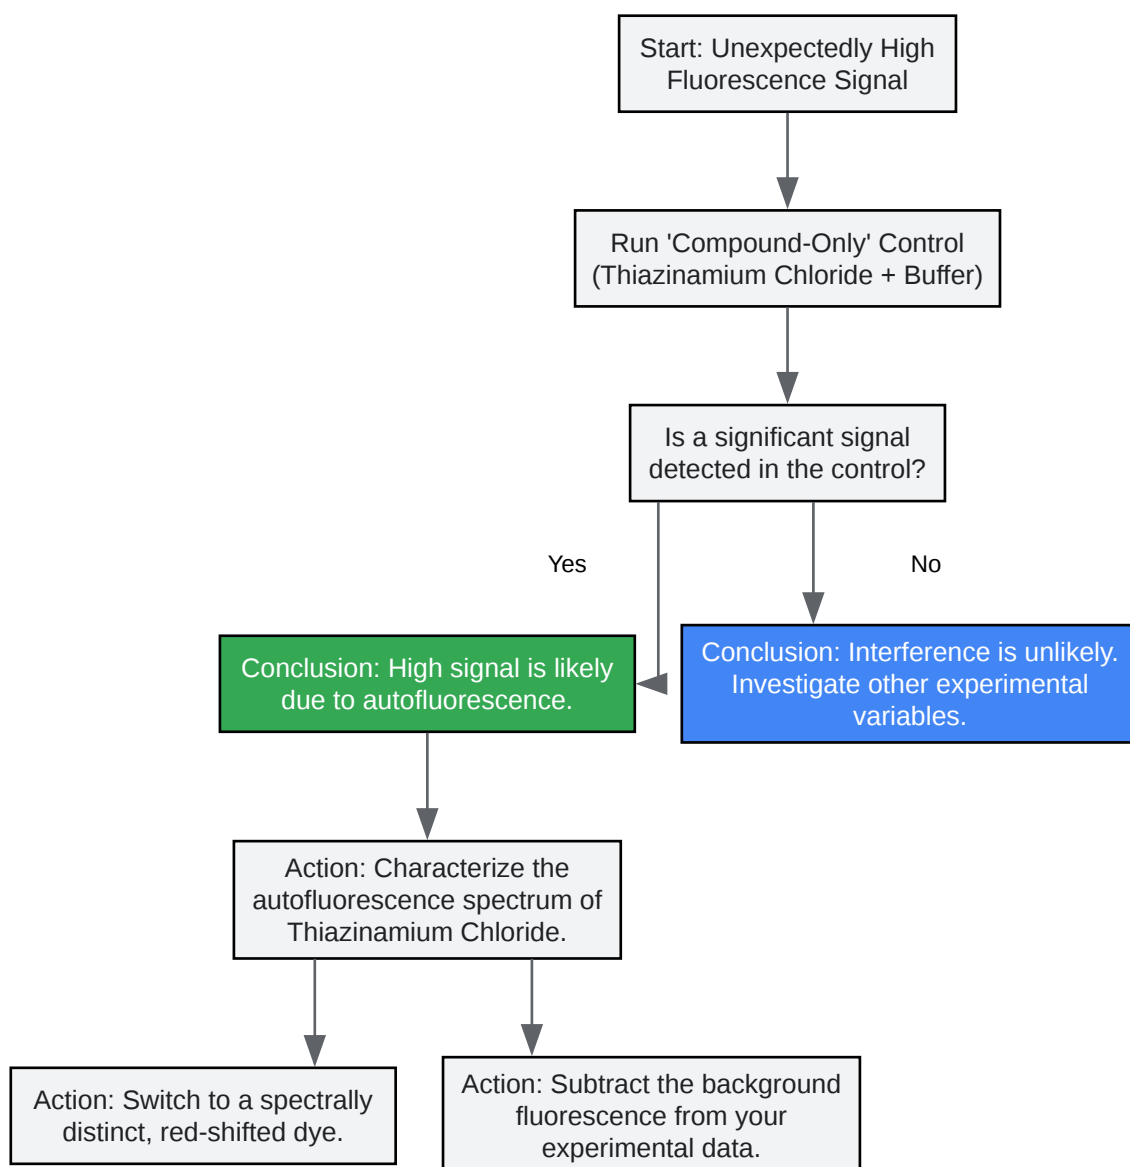 Start: Unexpectedly High
Fluorescence Signal
Run 'Compound-Only' Control
(Thiazinamium Chloride + Buffer)
Is a significant signal
detected in the control?
Yes
No
Conclusion: High signal is likely
due to autofluorescence.
Conclusion: Interference is unlikely.
Investigate other experimental
variables.
Action: Characterize the
autofluorescence spectrum of
Thiazinamium Chloride.
Action: Switch to a spectrally
distinct, red-shifted dye.
Action: Subtract the background
fluorescence from your
experimental data.